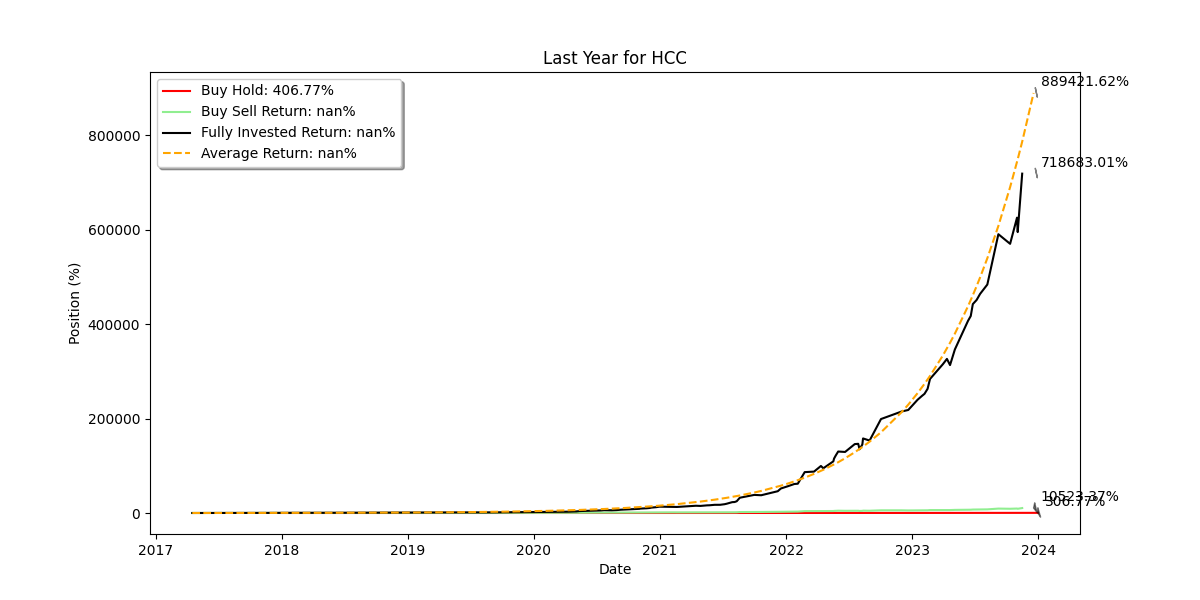 Last Year for HCC
889421.62%
Buy Hold: 406.77%
Buy Sell Return: nan%
Fully Invested Return: nan%
Average Return: nan%
718683.01%
800000
600000
400000
200000
0
Position (%)
10523.37%
306.77%
2017 2018 2019 2020 2021 2022 2023 2024
Date